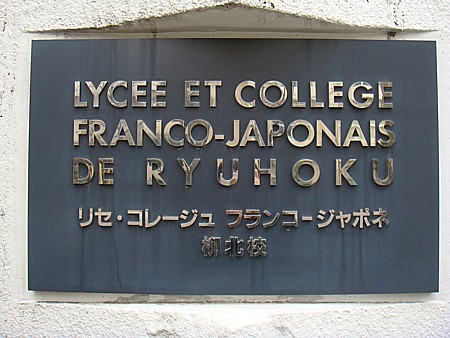 LYCEE ET COLLEGE
FRANCO-JAPONAIS
DE RYUHOKU
リセ・コレージュ フランコージャポネ
柳北校